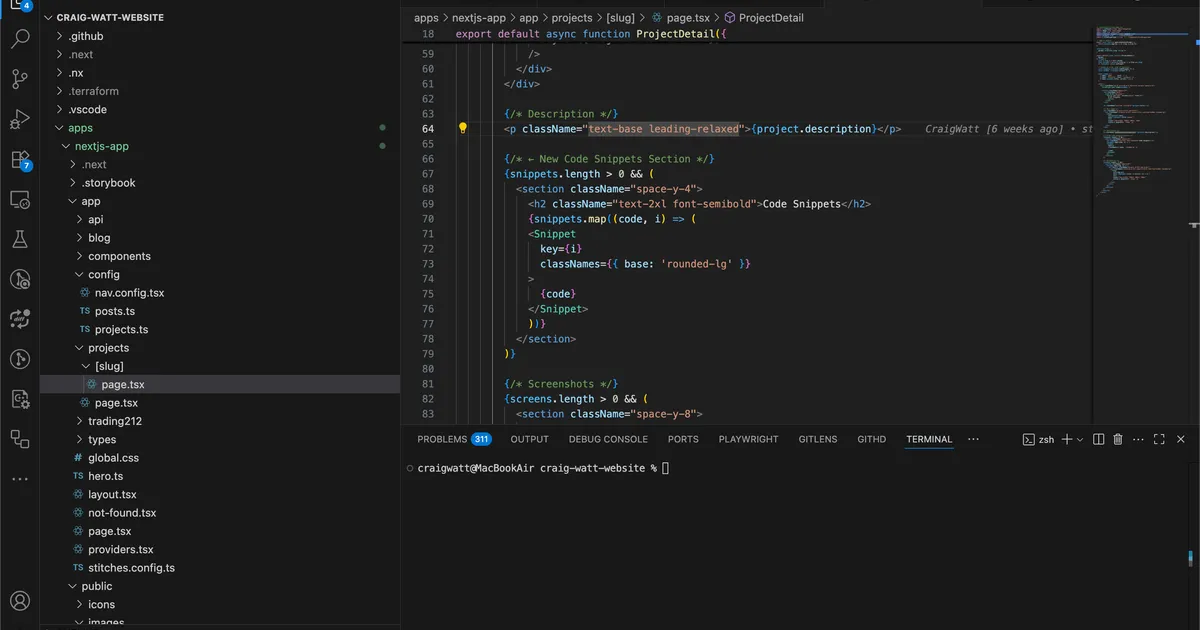 4
CRAIG-WATT-WEBSITE
.github
.next
.nx
.terraform
.vscode
apps
nextjs-app
.next
.storybook
app
api
blog
components
config
nav.config.tsx
TS posts.ts
TS projects.ts
projects
[slug]
page.tsx
page.tsx
trading212
types
# global.css
TS hero.ts
layout.tsx
not-found.tsx
page.tsx
providers.tsx
TS stitches.config.ts
public
icons
images
7
apps > nextjs-app > app > projects > [slug] > page.tsx > ProjectDetail
18 export default async function ProjectDetail({
59 />
60 </div>
61 </div>
62
63 {/* Description */}
64 <p className="text-base leading-relaxed">{project.description}</p> CraigWatt [6 weeks ago] • st
65
66 {/* ← New Code Snippets Section */}
67 {snippets.length > 0 && (
68 <section className="space-y-4">
69 <h2 className="text-2xl font-semibold">Code Snippets</h2>
70 {snippets.map((code, i) => (
71 <Snippet
72 key={i}
73 classNames={{ base: 'rounded-lg' }}
74 >
75 {code}
76 </Snippet>
77 ))}
78 </section>
79 )}
80
81 {/* Screenshots */}
82 {screens.length > 0 && (
83 <section className="space-y-8">
PROBLEMS 311 OUTPUT DEBUG CONSOLE PORTS PLAYWRIGHT GITLENS GITHD TERMINAL ··· zsh
craigwatt@MacBookAir craig-watt-website %